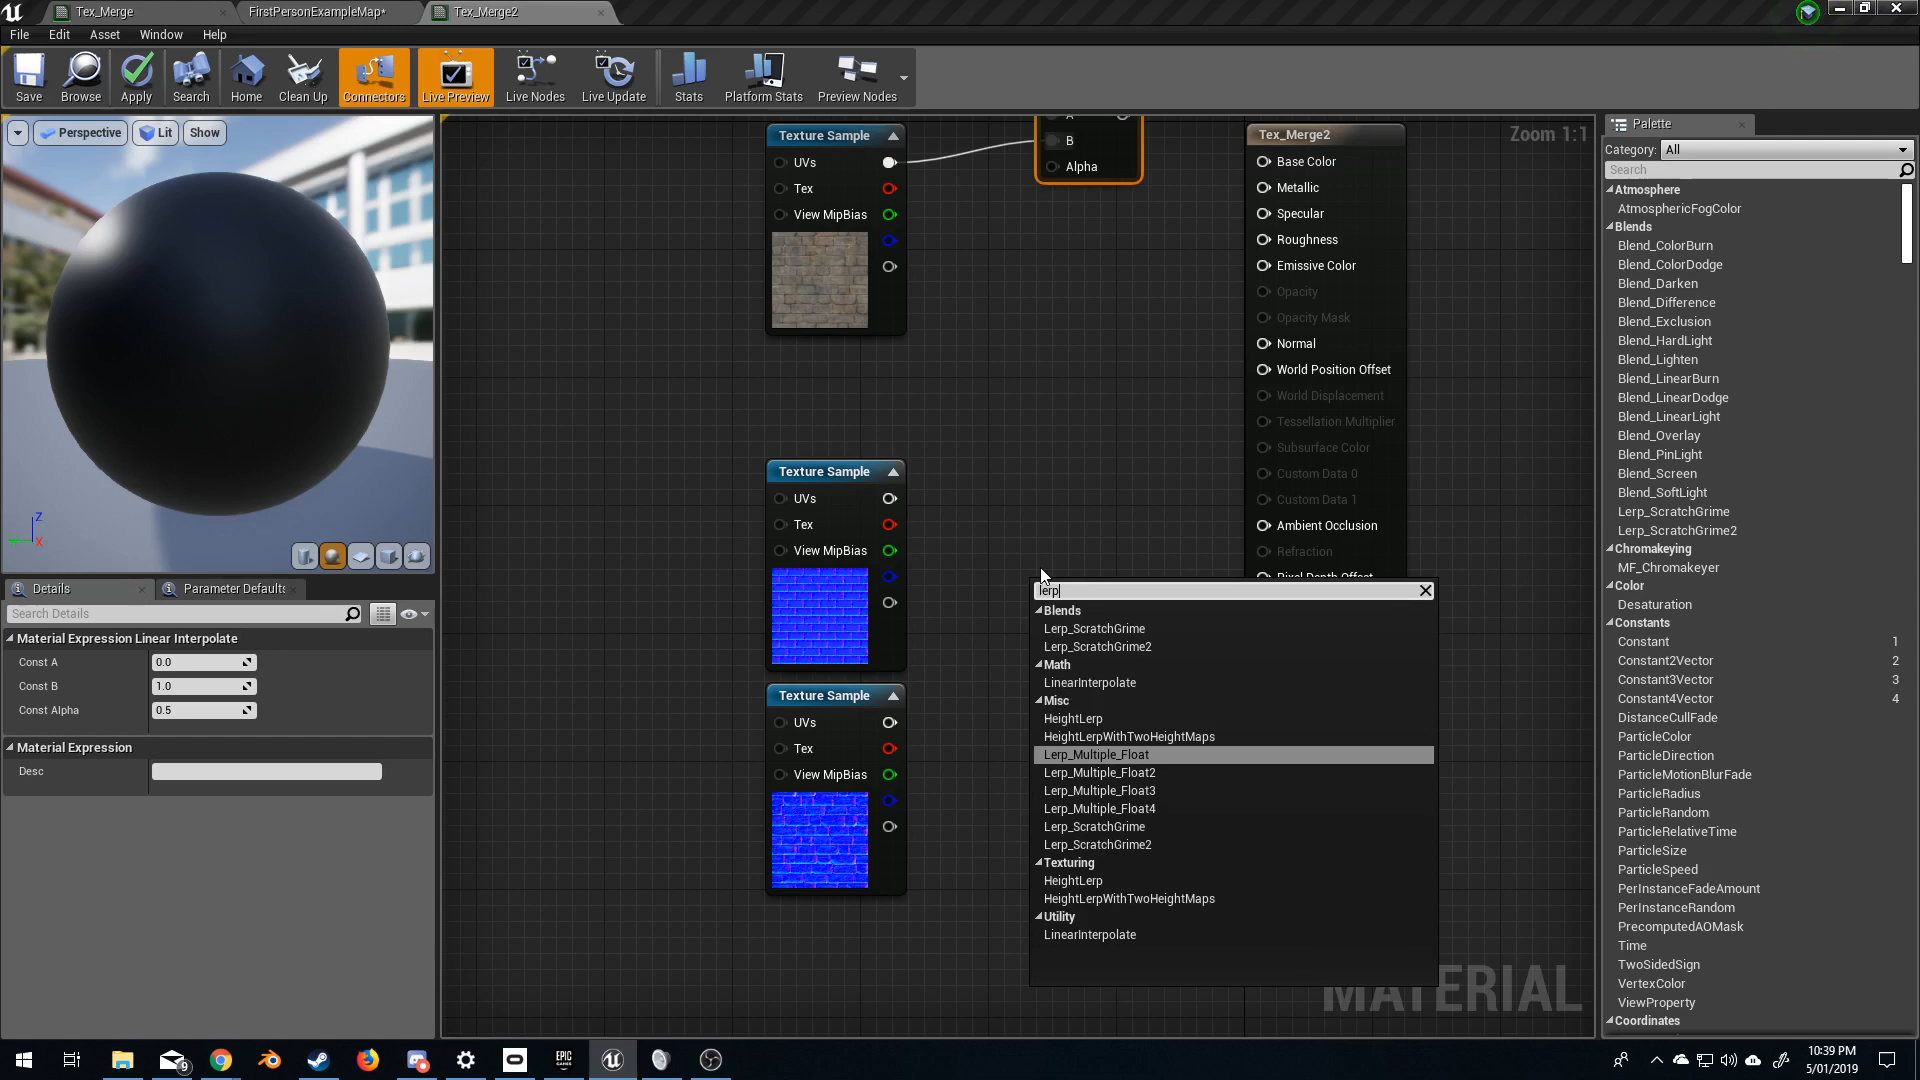 Tex_Merge
FirstPersonExampleMap*
Tex_Merge2
File Edit Asset Window Help
Save Browse Apply Search Home Clean Up Connectors Live Preview Live Nodes Live Update Stats Platform Stats Preview Nodes
Perspective Lit Show
Z
X
Details
Parameter Defaults
Search Details
Material Expression Linear Interpolate
Const A 0.0
Const B 1.0
Const Alpha 0.5
Material Expression
Desc
Texture Sample
UVs
Tex
View MipBias
A
B
Alpha
Texture Sample
UVs
Tex
View MipBias
Texture Sample
UVs
Tex
View MipBias
Zoom 1:1
Tex_Merge2
Base Color
Metallic
Specular
Roughness
Emissive Color
Opacity
Opacity Mask
Normal
World Position Offset
World Displacement
Tessellation Multiplier
Subsurface Color
Custom Data 0
Custom Data 1
Ambient Occlusion
Refraction
Pixel Depth Offset
lerp
Blends
Lerp_ScratchGrime
Lerp_ScratchGrime2
Math
LinearInterpolate
Misc
HeightLerp
HeightLerpWithTwoHeightMaps
Lerp_Multiple_Float
Lerp_Multiple_Float2
Lerp_Multiple_Float3
Lerp_Multiple_Float4
Lerp_ScratchGrime
Lerp_ScratchGrime2
Texturing
HeightLerp
HeightLerpWithTwoHeightMaps
Utility
LinearInterpolate
MATERIAL
Palette
Category: All
Search
Atmosphere
AtmosphericFogColor
Blends
Blend_ColorBurn
Blend_ColorDodge
Blend_Darken
Blend_Difference
Blend_Exclusion
Blend_HardLight
Blend_Lighten
Blend_LinearBurn
Blend_LinearDodge
Blend_LinearLight
Blend_Overlay
Blend_PinLight
Blend_Screen
Blend_SoftLight
Lerp_ScratchGrime
Lerp_ScratchGrime2
Chromakeying
MF_Chromakeyer
Color
Desaturation
Constants
Constant 1
Constant2Vector 2
Constant3Vector 3
Constant4Vector 4
DistanceCullFade
ParticleColor
ParticleDirection
ParticleMotionBlurFade
ParticleRadius
ParticleRandom
ParticleRelativeTime
ParticleSize
ParticleSpeed
PerInstanceFadeAmount
PerInstanceRandom
PrecomputedAOMask
Time
TwoSidedSign
VertexColor
ViewProperty
Coordinates
9
EPIC
GAMES
10:39 PM
5/01/2019